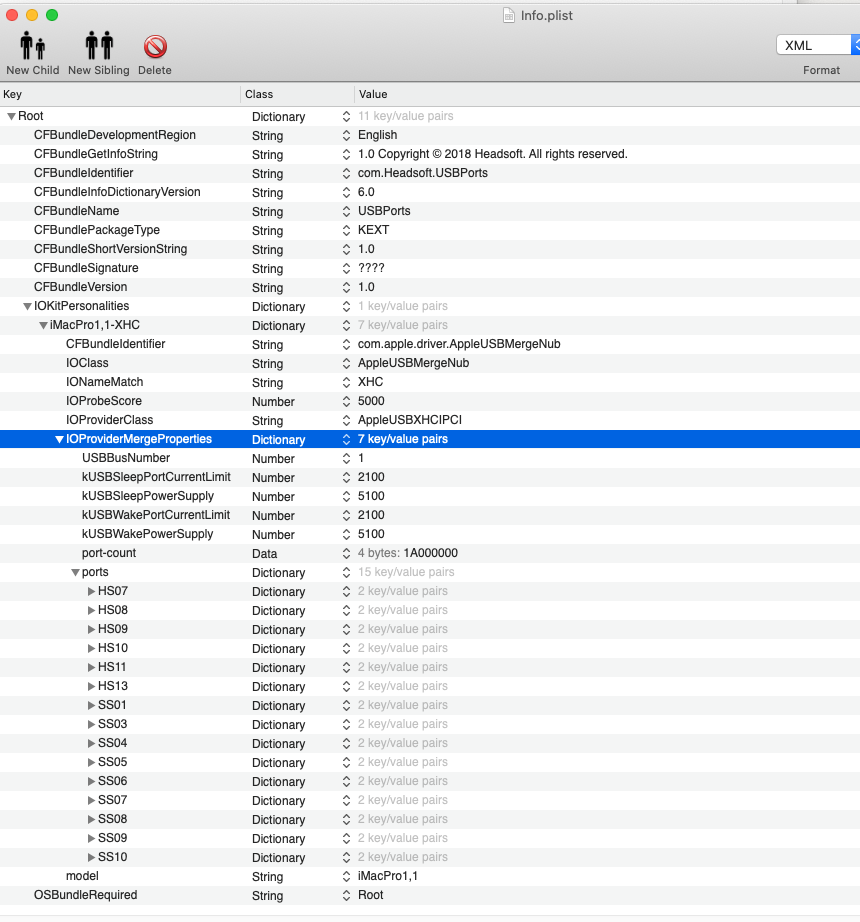 Info.plist
New Child New Sibling Delete XML
Format
Key Class Value
Root Dictionary 11 key/value pairs
CFBundleDevelopmentRegion String English
CFBundleGetInfoString String 1.0 Copyright © 2018 Headsoft. All rights reserved.
CFBundleIdentifier String com.Headsoft.USBPorts
CFBundleInfoDictionaryVersion String 6.0
CFBundleName String USBPorts
CFBundlePackageType String KEXT
CFBundleShortVersionString String 1.0
CFBundleSignature String ????
CFBundleVersion String 1.0
IOKitPersonalities Dictionary 1 key/value pairs
iMacPro1,1-XHC Dictionary 7 key/value pairs
CFBundleIdentifier String com.apple.driver.AppleUSBMergeNub
IOClass String AppleUSBMergeNub
IONameMatch String XHC
IOProbeScore Number 5000
IOProviderClass String AppleUSBXHCIPCI
IOProviderMergeProperties Dictionary 7 key/value pairs
USBBusNumber Number 1
kUSBSleepPortCurrentLimit Number 2100
kUSBSleepPowerSupply Number 5100
kUSBWakePortCurrentLimit Number 2100
kUSBWakePowerSupply Number 5100
port-count Data 4 bytes: 1A000000
ports Dictionary 15 key/value pairs
HS07 Dictionary 2 key/value pairs
HS08 Dictionary 2 key/value pairs
HS09 Dictionary 2 key/value pairs
HS10 Dictionary 2 key/value pairs
HS11 Dictionary 2 key/value pairs
HS13 Dictionary 2 key/value pairs
SS01 Dictionary 2 key/value pairs
SS03 Dictionary 2 key/value pairs
SS04 Dictionary 2 key/value pairs
SS05 Dictionary 2 key/value pairs
SS06 Dictionary 2 key/value pairs
SS07 Dictionary 2 key/value pairs
SS08 Dictionary 2 key/value pairs
SS09 Dictionary 2 key/value pairs
SS10 Dictionary 2 key/value pairs
model String iMacPro1,1
OSBundleRequired String Root